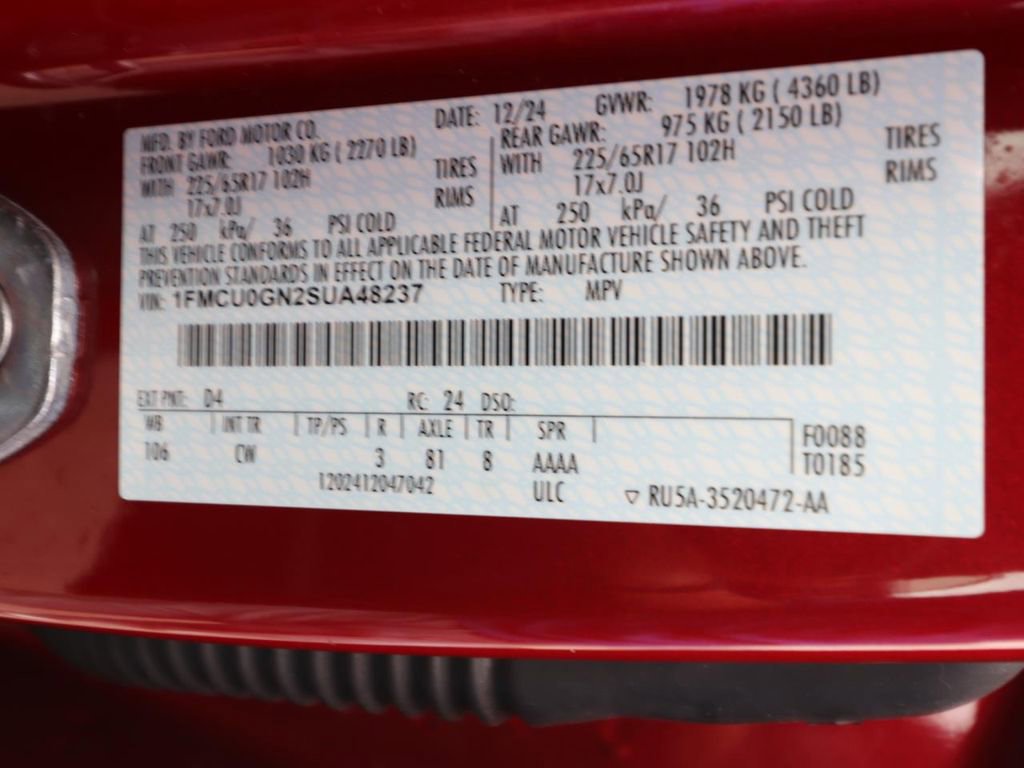 MFD. BY FORD MOTOR CO. DATE: 12/24 GVWR: 1978 KG ( 4360 LB)
FRONT GAWR: 1030 KG ( 2270 LB) REAR GAWR: 975 KG ( 2150 LB)
WITH 225/65R17 102H TIRES WITH 225/65R17 102H TIRES
17x7.0J RIMS 17x7.0J RIMS
AT 250 kPa/ 36 PSI COLD AT 250 kPa/ 36 PSI COLD
THIS VEHICLE CONFORMS TO ALL APPLICABLE FEDERAL MOTOR VEHICLE SAFETY AND THEFT
PREVENTION STANDARDS IN EFFECT ON THE DATE OF MANUFACTURE SHOWN ABOVE.
VIN: 1FMCU0GN2SUA48237 TYPE: MPV
EXT PNT: D4 RC: 24 DSO:
WB INT TR TP/PS R AXLE TR SPR F0088
106 CW 3 81 8 AAAA T0185
1202412047042 ULC ▽ RU5A-3520472-AA